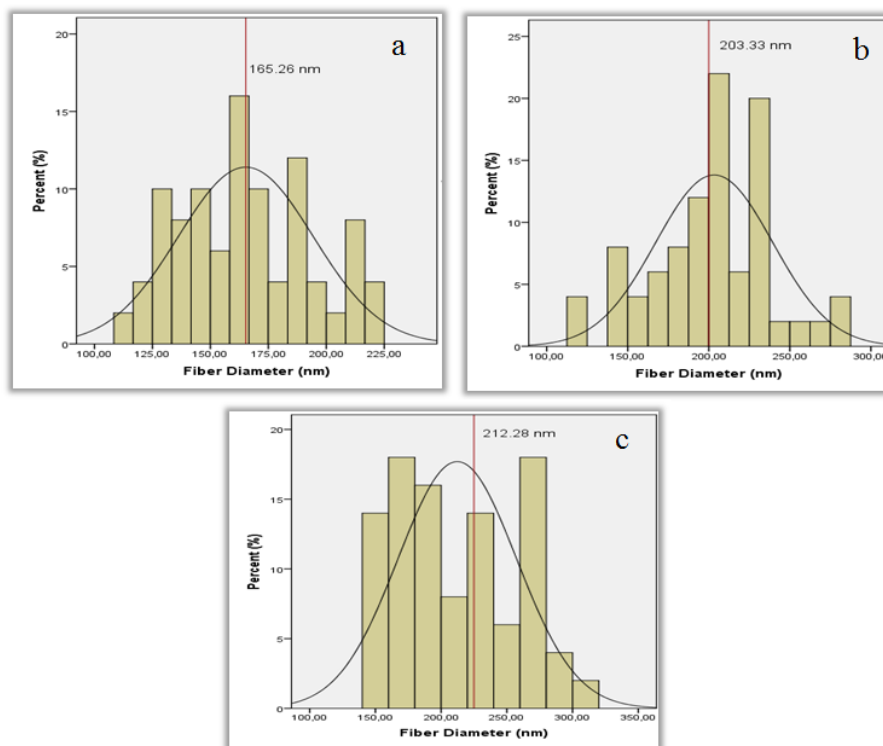 a
165.26 nm
20
15
10
5
0
Percent (%)
100,00 125,00 150,00 175,00 200,00 225,00
Fiber Diameter (nm)
b
203.33 nm
25
20
15
10
5
0
Percent (%)
100,00 150,00 200,00 250,00 300,0
Fiber Diameter (nm)
c
212.28 nm
20
15
10
5
0
Percent (%)
100,00 150,00 200,00 250,00 300,00 350,00
Fiber Diameter (nm)